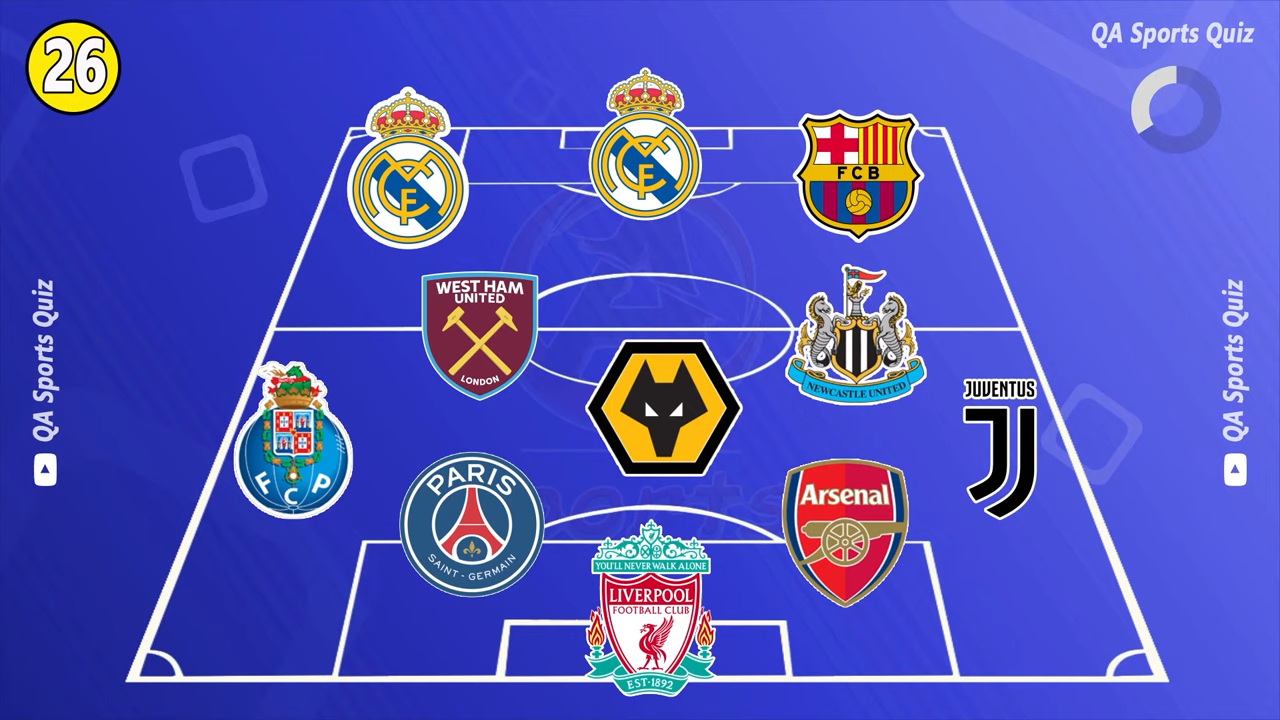 26
QA Sports Quiz
FCB
WEST HAM
UNITED
LONDON
NEWCASTLE UNITED
QA Sports Quiz
QA Sports Quiz
FCP
JUVENTUS
PARIS
SAINT-GERMAIN
Arsenal
YOU'LL NEVER WALK ALONE
LIVERPOOL
FOOTBALL CLUB
EST·1892